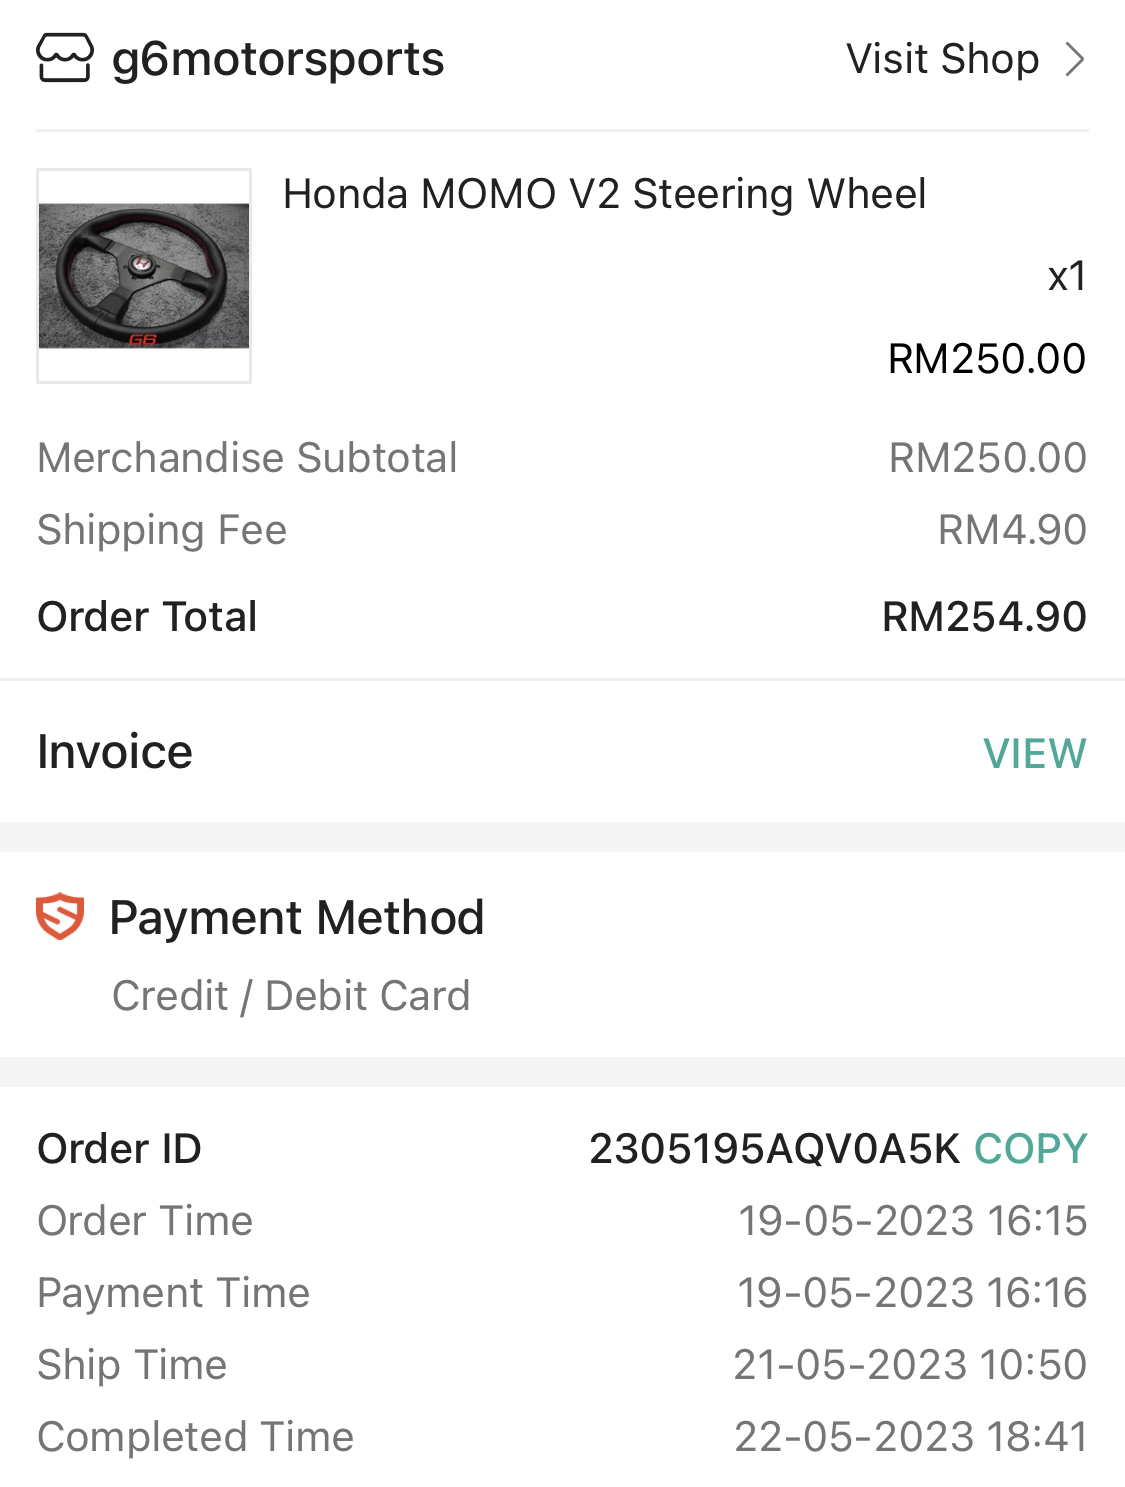 g6motorsports Visit Shop
Honda MOMO V2 Steering Wheel
G6
x1
RM250.00
Merchandise Subtotal RM250.00
Shipping Fee RM4.90
Order Total RM254.90
Invoice VIEW
Payment Method
Credit / Debit Card
Order ID 2305195AQV0A5K COPY
Order Time 19-05-2023 16:15
Payment Time 19-05-2023 16:16
Ship Time 21-05-2023 10:50
Completed Time 22-05-2023 18:41